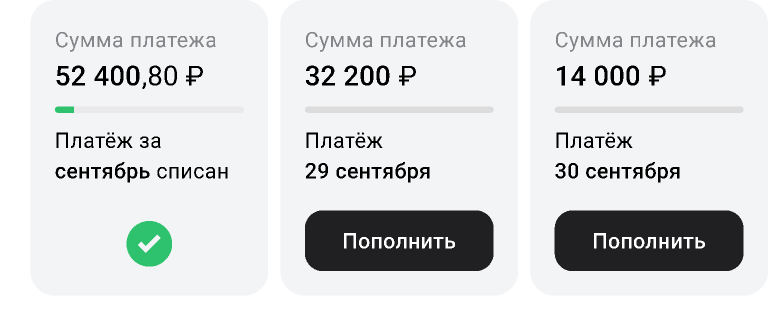 Сумма платежа
52 400,80 ₽
Платёж за
сентябрь списан
Сумма платежа
32 200 ₽
Платёж
29 сентября
Пополнить
Сумма платежа
14 000 ₽
Платёж
30 сентября
Пополнить